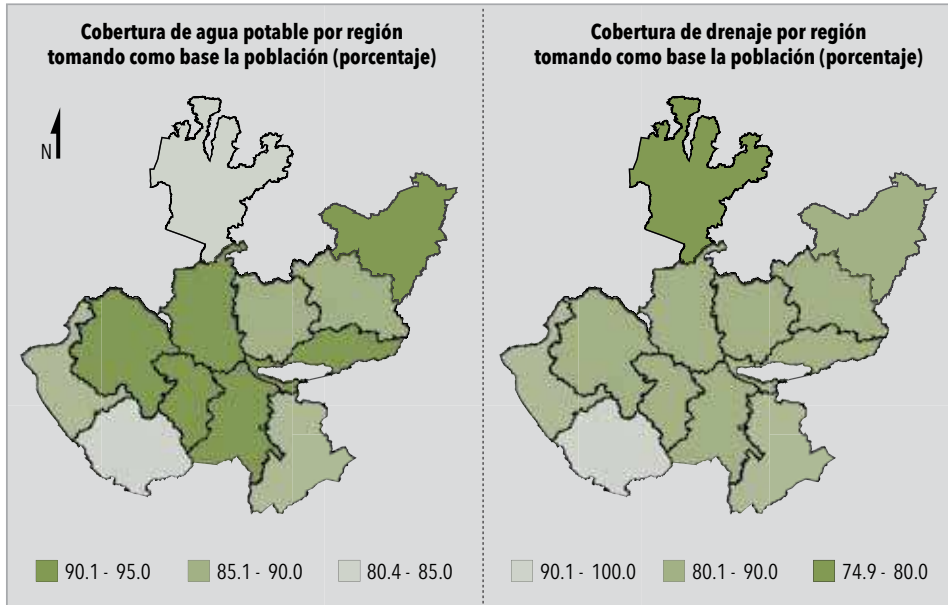 Cobertura de agua potable por región
tomando como base la población (porcentaje)
N
90.1 - 95.0
85.1 - 90.0
80.4 - 85.0
Cobertura de drenaje por región
tomando como base la población (porcentaje)
90.1 - 100.0
80.1 - 90.0
74.9 - 80.0